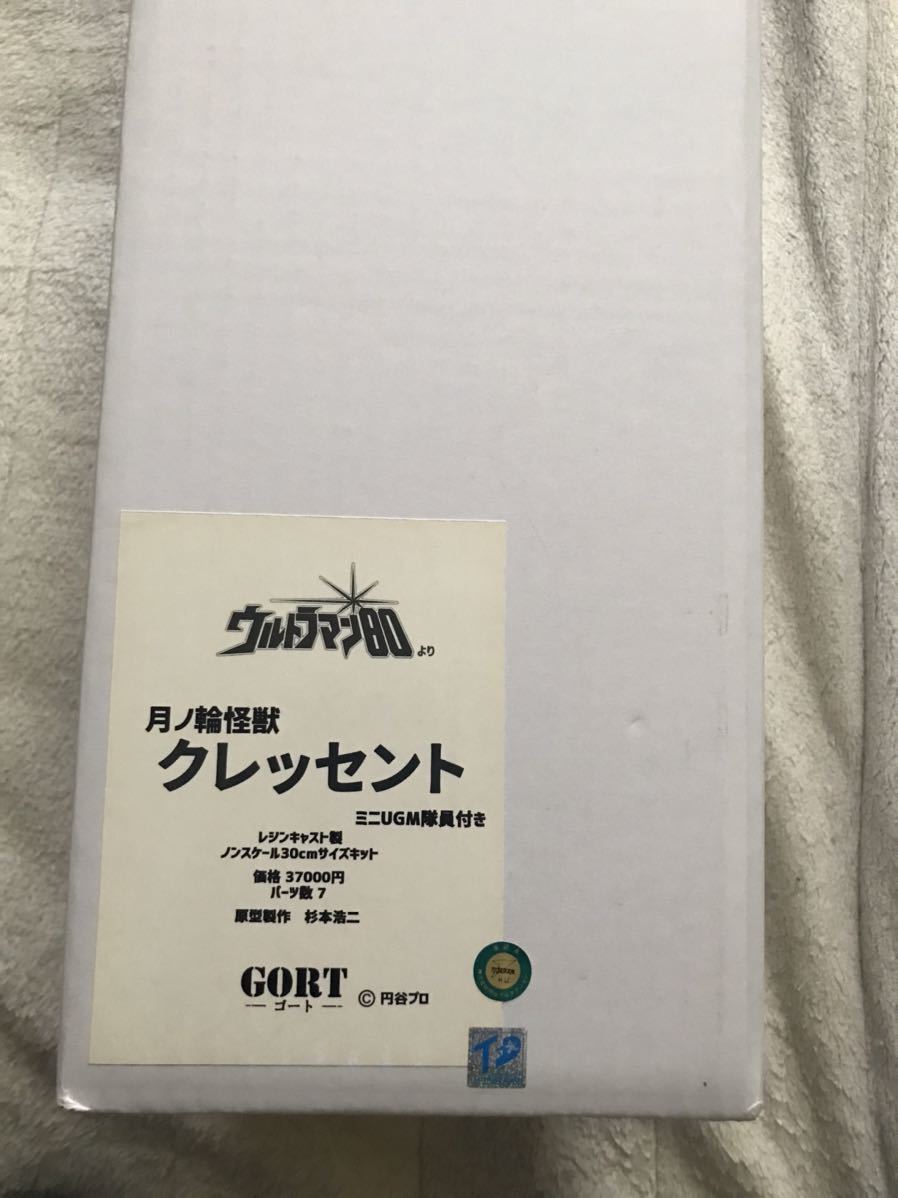 ウルトラマン80より
月ノ輪怪獣
クレッセント
ミニUGM隊員付き
レジンキャスト製
ノンスケール30cmサイズキット
価格 37000円
パーツ数 7
原型製作 杉本浩二
GORT
ゴート
© 円谷プロ